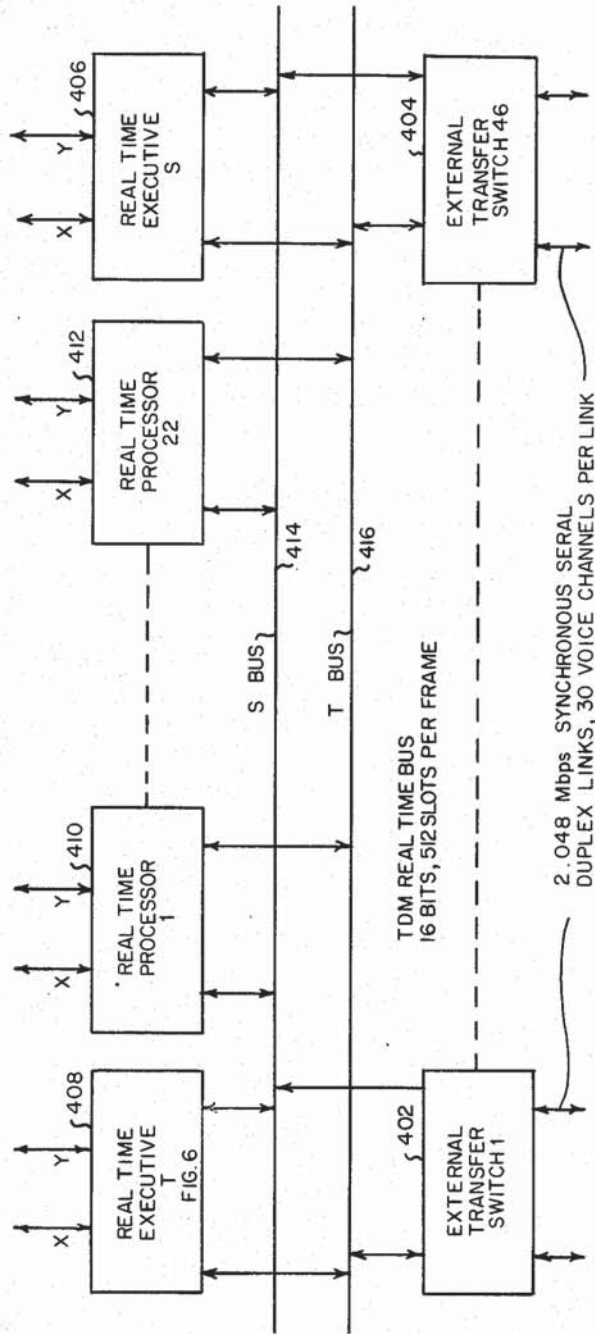 X
Y
408
REAL TIME
EXECUTIVE
T
FIG. 6
X
Y
410
REAL TIME
PROCESSOR
1
X
Y
412
REAL TIME
PROCESSOR
22
X
Y
406
REAL TIME
EXECUTIVE
S
S BUS
414
T BUS
416
TDM REAL TIME BUS
16 BITS, 512 SLOTS PER FRAME
402
EXTERNAL
TRANSFER
SWITCH 1
404
EXTERNAL
TRANSFER
SWITCH 46
2.048 Mbps SYNCHRONOUS SERAL
DUPLEX LINKS, 30 VOICE CHANNELS PER LINK